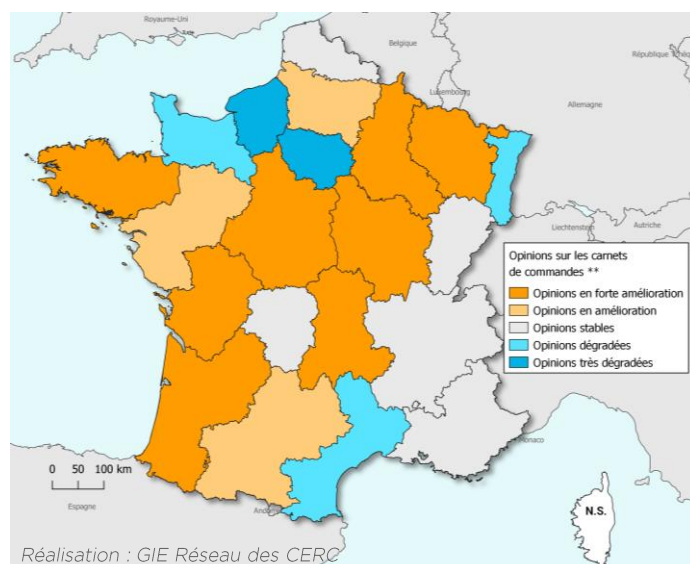 Royaume-Uni
Belgique
République Tchèq
Luxembourg
Allemagne
Liechtenstein
Autriche
Opinions sur les carnets
de commandes **
Opinions en forte amélioration
Opinions en amélioration
Opinions stables
Opinions dégradées
Opinions très dégradées
Monaco
0 50 100 km
Espagne
N.S.
Réalisation : GIE Réseau des CERC